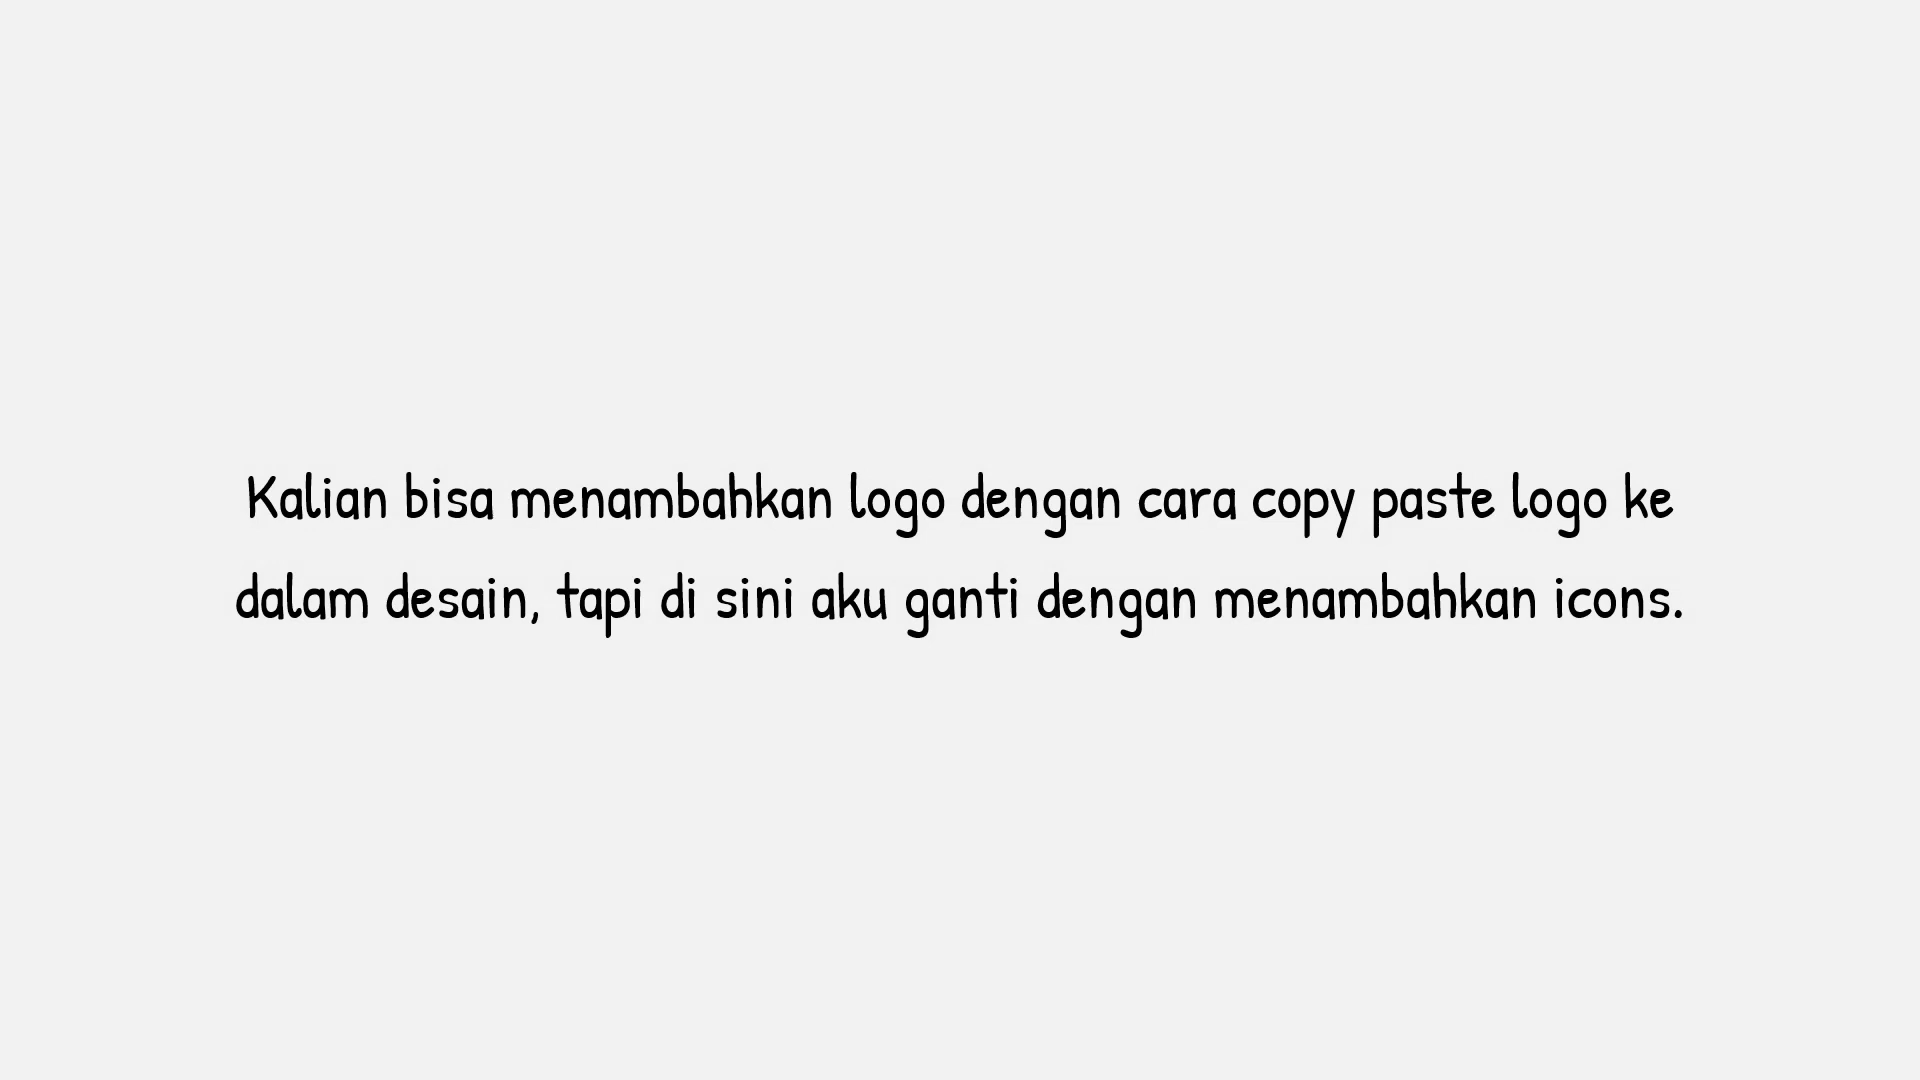 Kalian bisa menambahkan logo dengan cara copy paste logo ke
dalam desain, tapi di sini aku ganti dengan menambahkan icons.